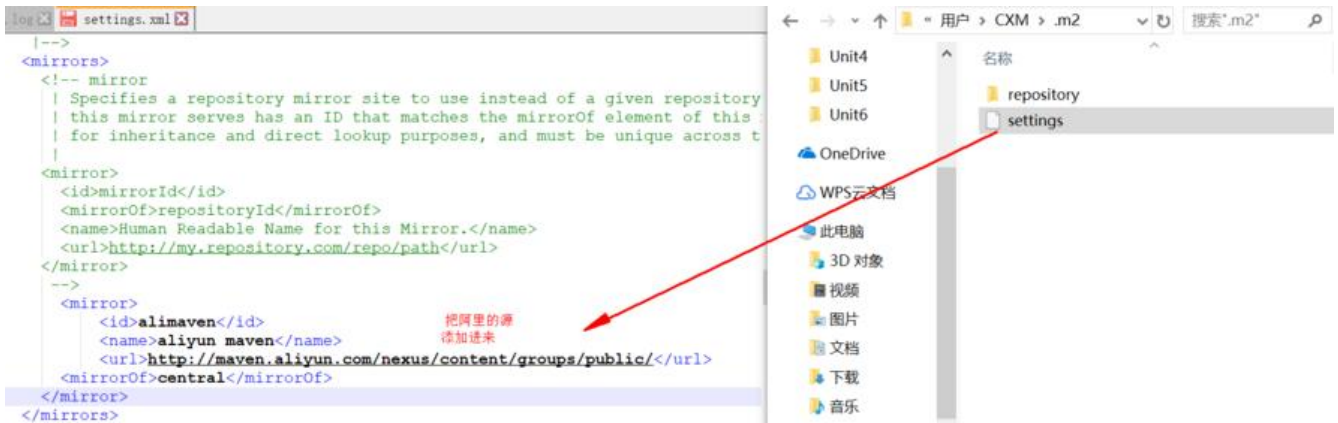 .log settings.xml
|-->
<mirrors>
<!-- mirror
| Specifies a repository mirror site to use instead of a given repository
| this mirror serves has an ID that matches the mirrorOf element of this
| for inheritance and direct lookup purposes, and must be unique across t
|
<mirror>
<id>mirrorId</id>
<mirrorOf>repositoryId</mirrorOf>
<name>Human Readable Name for this Mirror.</name>
<url>http://my.repository.com/repo/path</url>
</mirror>
-->
<mirror>
<id>alimaven</id>
<name>aliyun maven</name>
<url>http://maven.aliyun.com/nexus/content/groups/public/</url>
<mirrorOf>central</mirrorOf>
</mirror>
</mirrors>
把阿里的源
添加进来
« 用户 > CXM > .m2
搜索".m2"
Unit4
Unit5
Unit6
OneDrive
WPS云文档
此电脑
3D 对象
视频
图片
文档
下载
音乐
名称
repository
settings